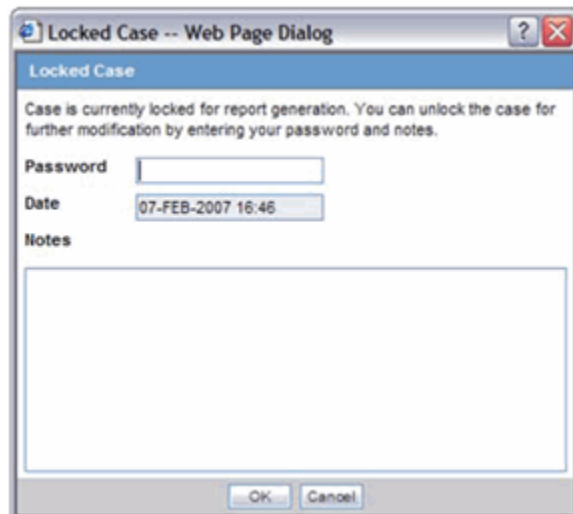 Locked Case -- Web Page Dialog ?
Locked Case
Case is currently locked for report generation. You can unlock the case for
further modification by entering your password and notes.
Password
Date 07-FEB-2007 16:46
Notes
OK Cancel